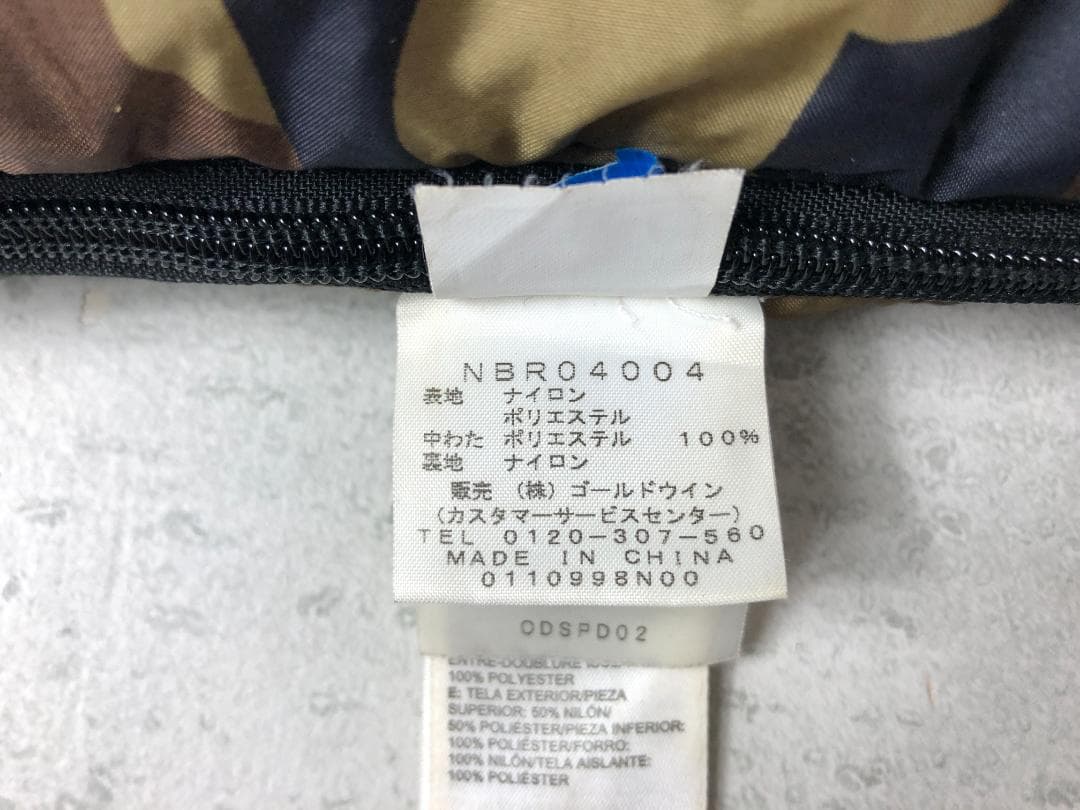 NBR04004
表地 ナイロン
ポリエステル
中わた ポリエステル 100%
裏地 ナイロン
販売 (株) ゴールドウイン
(カスタマーサービスセンター)
TEL 0120-307-560
MADE IN CHINA
0110998N00
ODSPD02
ENTRE-DOUBLURE
100% POLYESTER
E: TELA EXTERIOR/PIEZA
SUPERIOR: 50% NILÓN/
50% POLIÉSTER/PIEZA INFERIOR:
100% POLIÉSTER/FORRO:
100% NILÓN/TELA AISLANTE:
100% POLIÉSTER